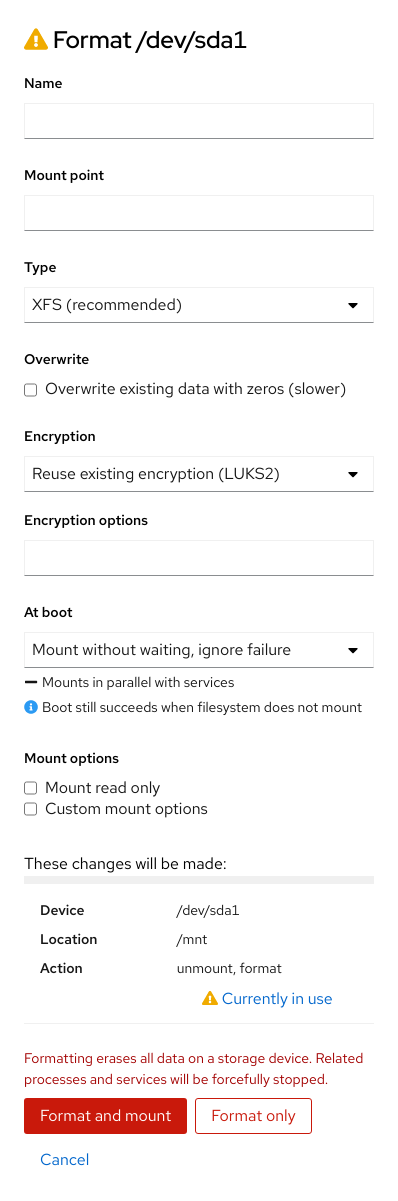 Format /dev/sda1
Name
Mount point
Type
XFS (recommended)
Overwrite
Overwrite existing data with zeros (slower)
Encryption
Reuse existing encryption (LUKS2)
Encryption options
At boot
Mount without waiting, ignore failure
Mounts in parallel with services
Boot still succeeds when filesystem does not mount
Mount options
Mount read only
Custom mount options
These changes will be made:
Device /dev/sda1
Location /mnt
Action unmount, format
Currently in use
Formatting erases all data on a storage device. Related
processes and services will be forcefully stopped.
Format and mount Format only
Cancel